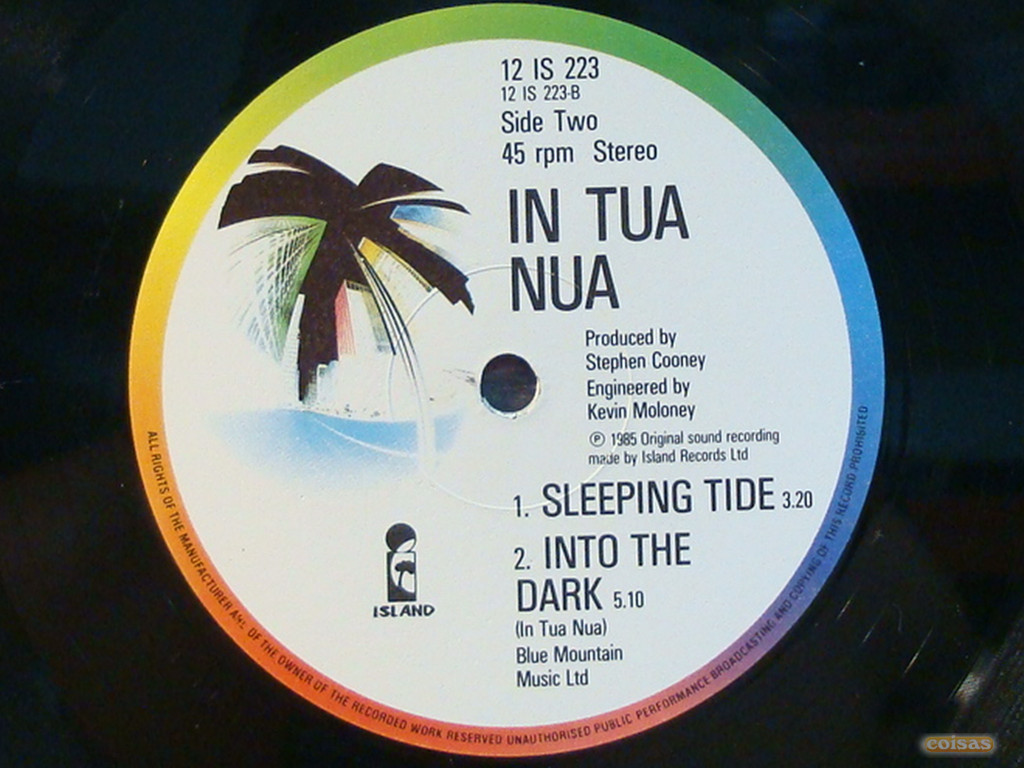 12 IS 223
12 IS 223-B
Side Two
45 rpm Stereo
IN TUA
NUA
Produced by
Stephen Cooney
Engineered by
Kevin Moloney
Ⓟ 1985 Original sound recording
made by Island Records Ltd
1. SLEEPING TIDE 3.20
2. INTO THE
DARK 5.10
(In Tua Nua)
Blue Mountain
Music Ltd
ISLAND
ALL RIGHTS OF THE MANUFACTURER AND OF THE OWNER OF THE RECORDED WORK RESERVED UNAUTHORISED PUBLIC PERFORMANCE BROADCASTING AND COPYING OF THIS RECORD PROHIBITED
coisas